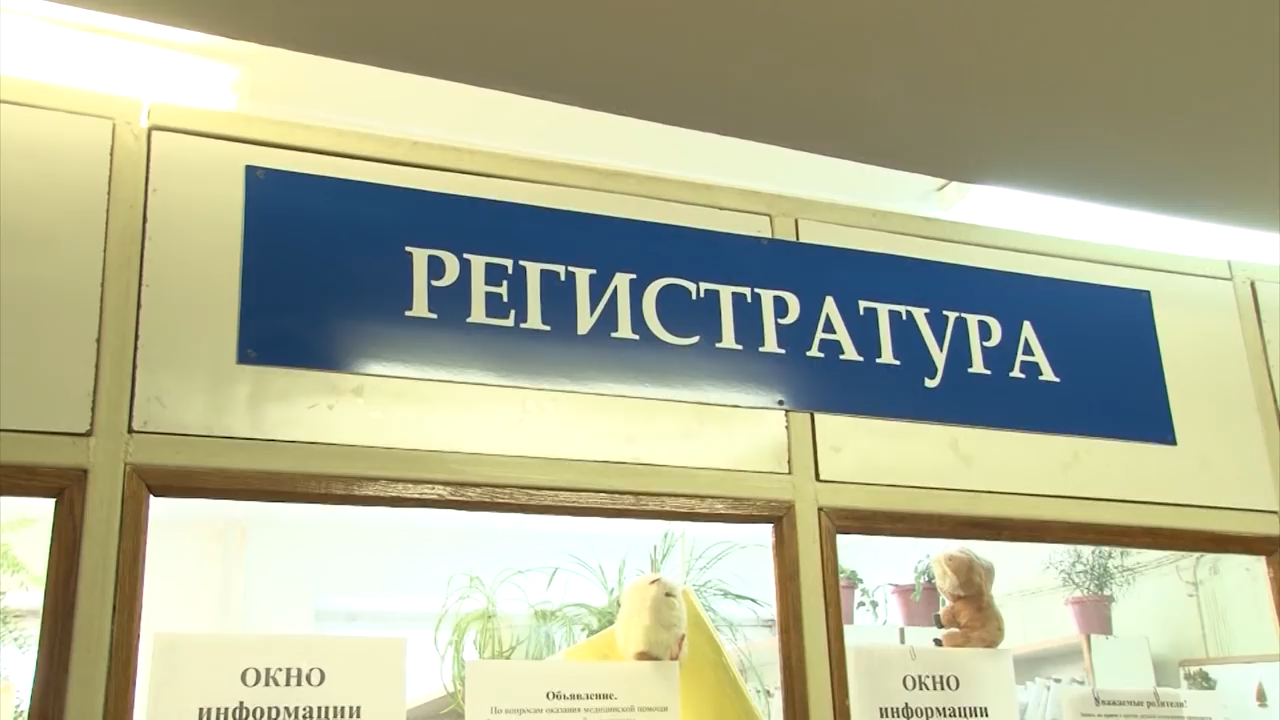 РЕГИСТРАТУРА
ОКНО
информации
Объявление.
По вопросам оказания медицинской помощи
ОКНО
информации
Уважаемые родители!